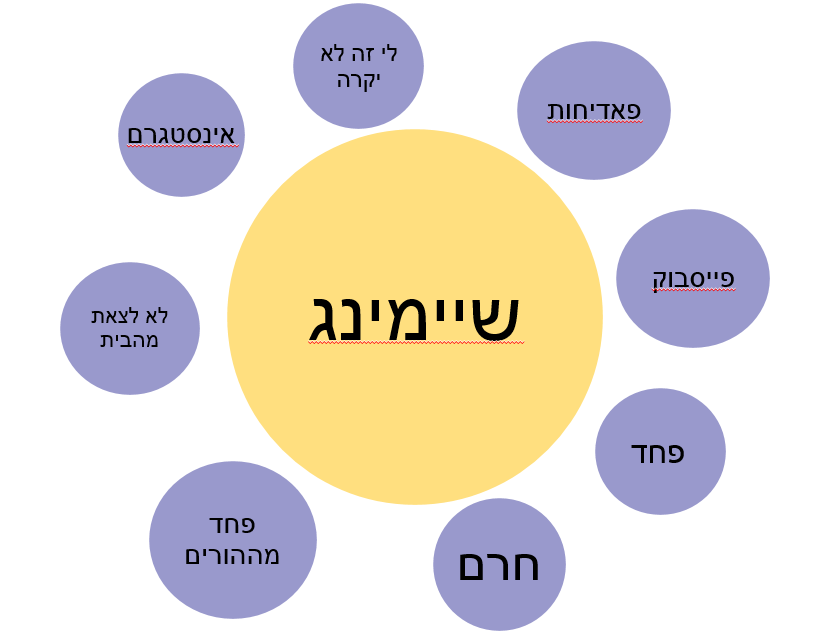 לי זה לא
יקרה
פאדיחות
אינסטגרם
פייסבוק
שיימינג
לא לצאת
מהבית
פחד
פחד
מההורים
חרם